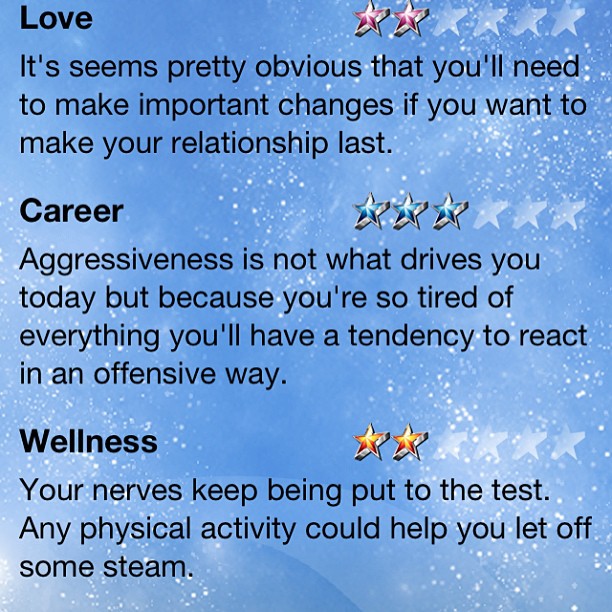 Love
It's seems pretty obvious that you'll need
to make important changes if you want to
make your relationship last.
Career
Aggressiveness is not what drives you
today but because you're so tired of
everything you'll have a tendency to react
in an offensive way.
Wellness
Your nerves keep being put to the test.
Any physical activity could help you let off
some steam.